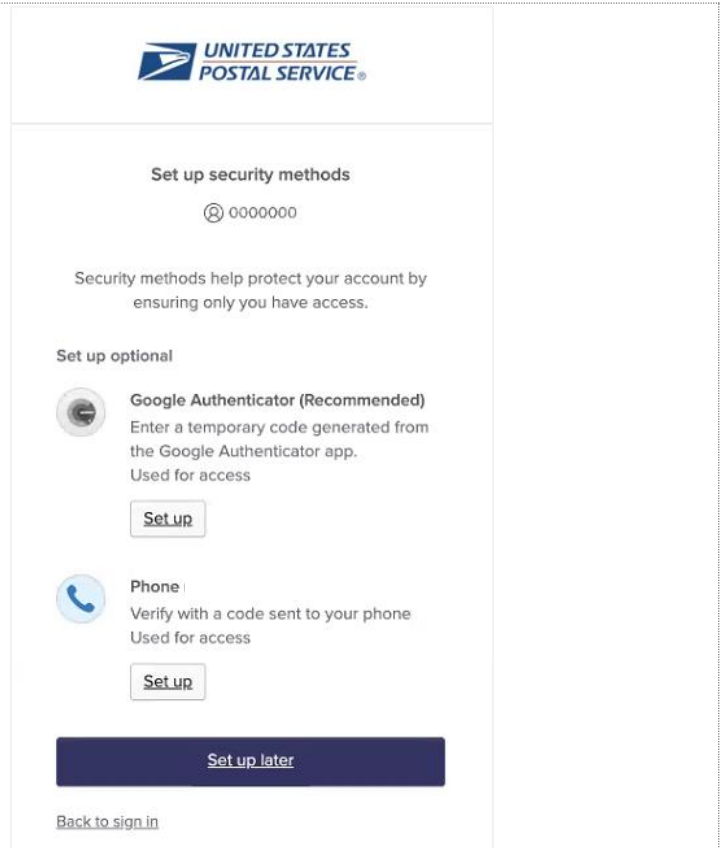 UNITED STATES
POSTAL SERVICE®
Set up security methods
0000000
Security methods help protect your account by
ensuring only you have access.
Set up optional
Google Authenticator (Recommended)
Enter a temporary code generated from
the Google Authenticator app.
Used for access
Set up
Phone
Verify with a code sent to your phone
Used for access
Set up
Set up later
Back to sign in